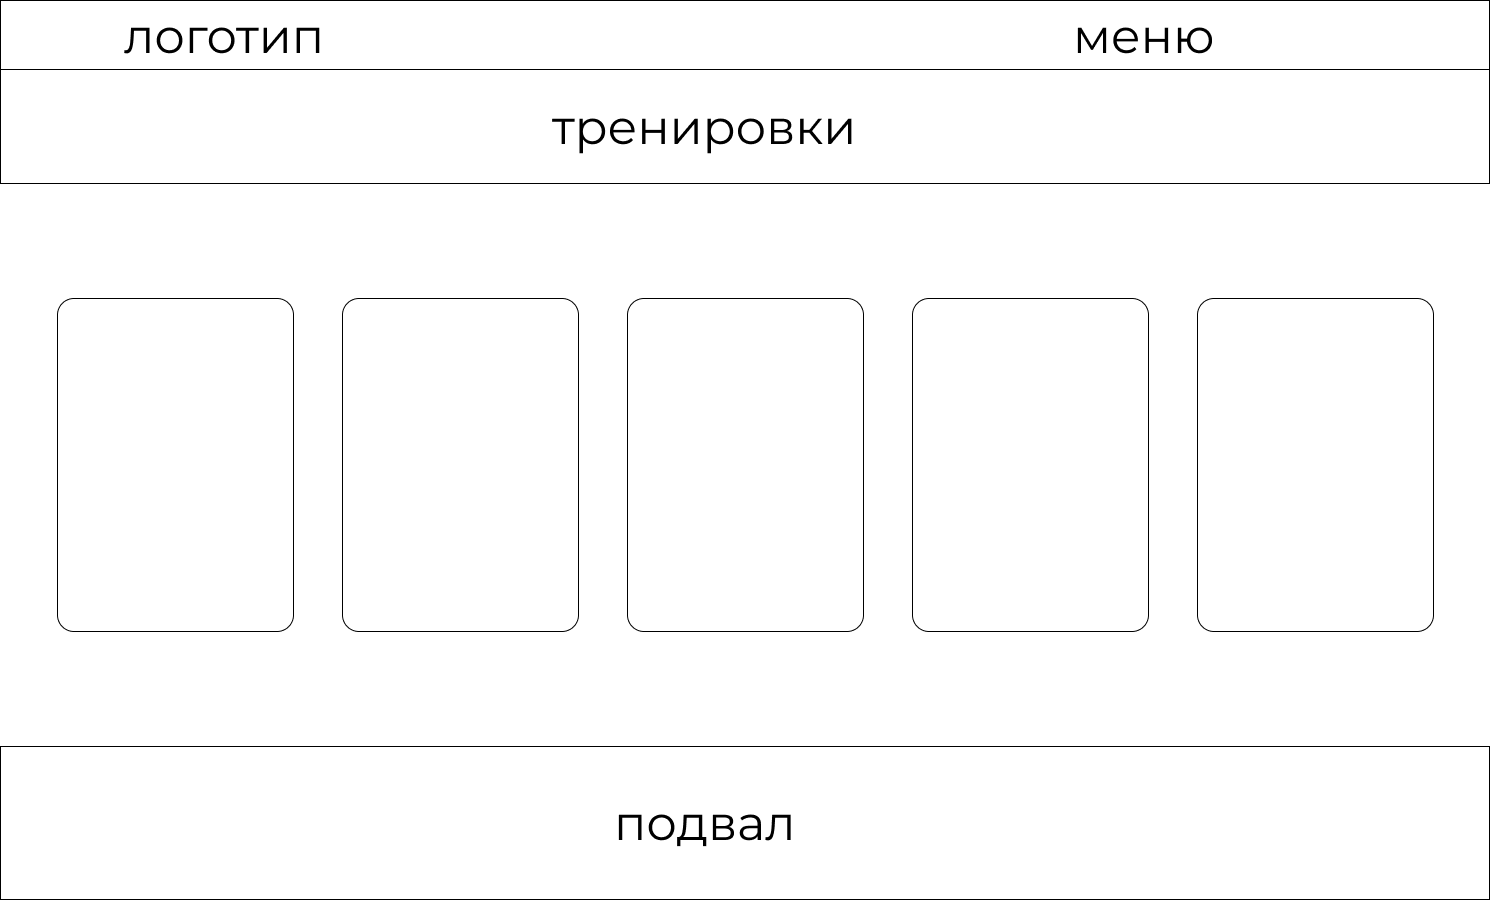 логотип
меню
тренировки
подвал